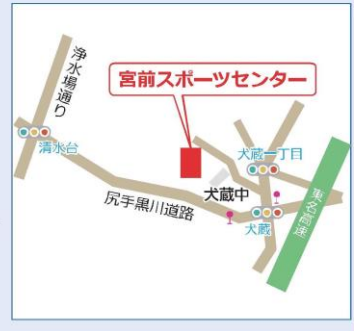 浄水場通り
宮前スポーツセンター
清水台
犬蔵一丁目
犬蔵中
尻手黒川道路
犬蔵
東名高速